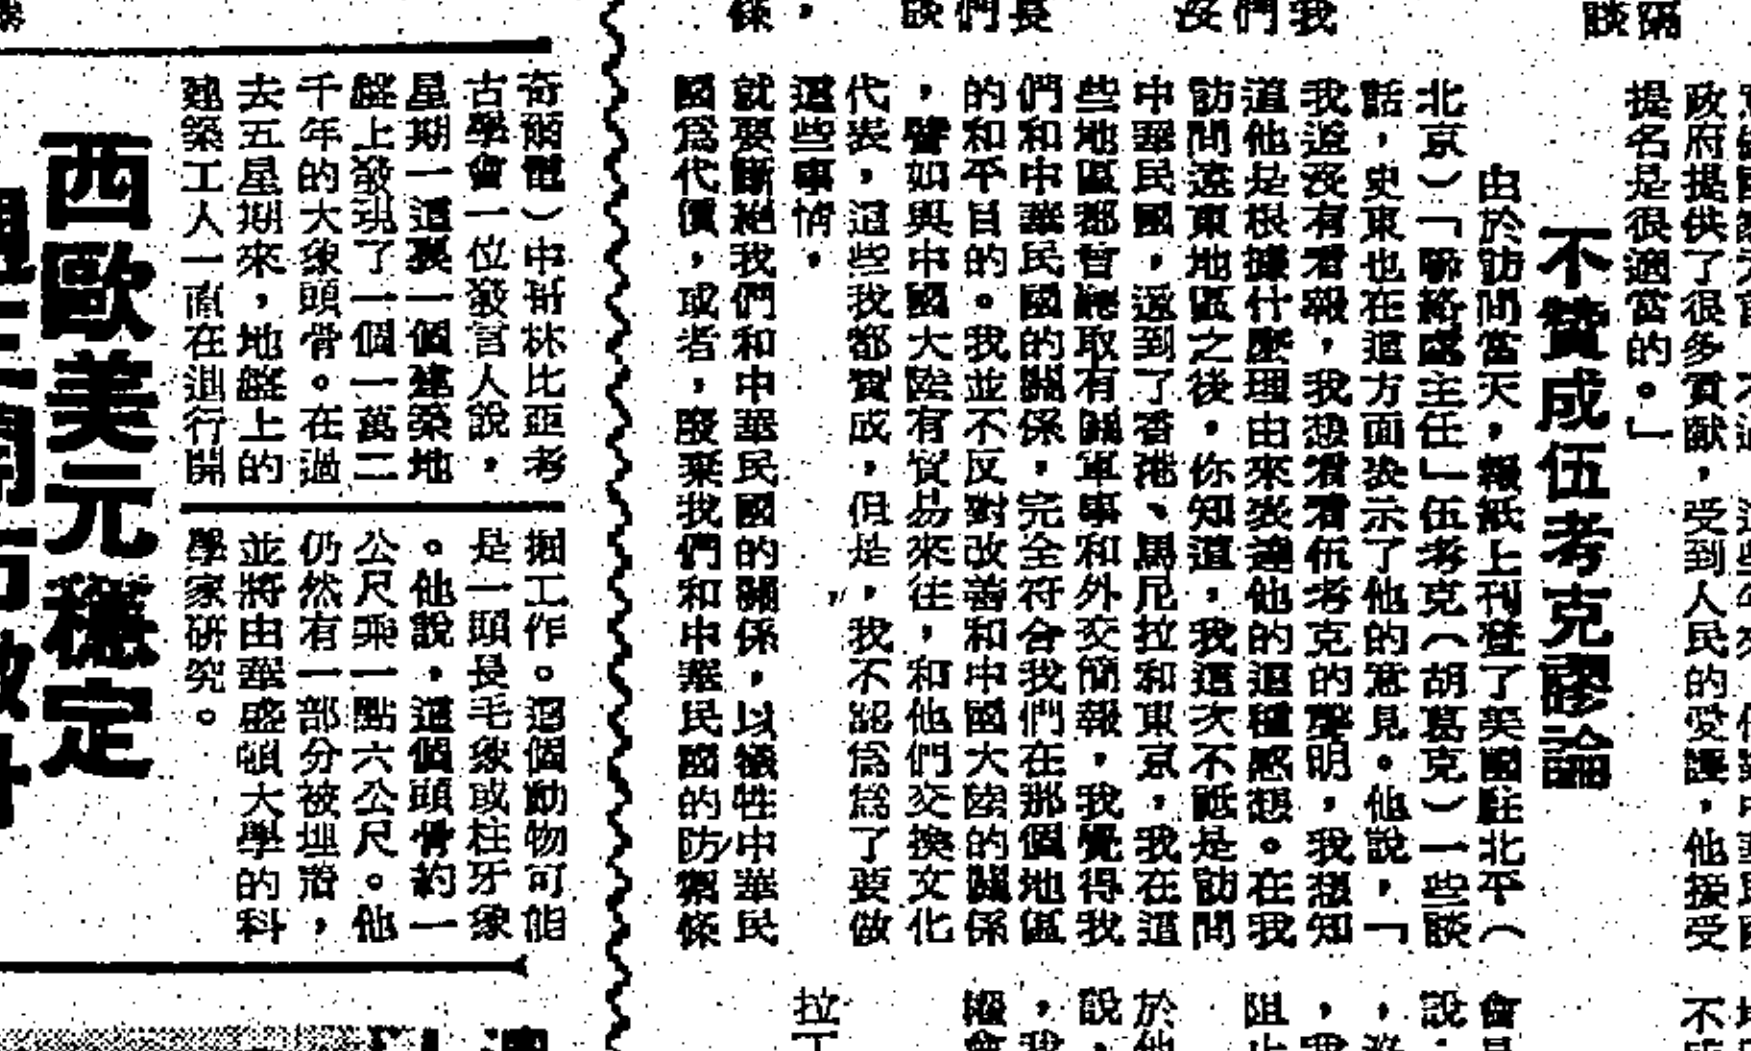 提名是很適當的。」
不贊成伍考克謬論
由於訪問當天，報紙上刊登了美國駐北平（
北京）「聯絡處主任」伍考克（胡葛克）一些談
話，史東也在這方面表示了他的意見。他說，「
我並沒有看報，我想看看伍考克的聲明，我想知
道他是根據什麼理由來表達他的這種感想。在我
訪問遠東地區之後，你知道，我這次不祇是訪問
中華民國，還到了香港、馬尼拉和東京，我在這
些地區都曾聽取有關軍事和外交簡報，我覺得我
們和中華民國的關係，完全符合我們在那個地區
的和平目的。我並不反對改善和中國大陸的關係
，譬如與中國大陸有貿易來往，和他們交換文化
代表，這些我都贊成，但是，我不認為為了要做
這些事情，
就要斷絕我們和中華民國的關係，以犧牲中華民
國為代價，或者，廢棄我們和中華民國的防禦條
奇爾電）中哥林比亞考
古學會一位發言人說，
星期一這裏一個建築地
盤上發現了一個一萬二
千年的大象頭骨。在過
去五星期來，地盤上的
建築工人一直在進行開
掘工作。這個動物可能
是一頭長毛象或柱牙象
。他說，這個頭骨約一
公尺乘一點六公尺。他
仍然有一部分被埋藏，
並將由華盛頓大學的科
學家研究。
西歐美元穩定